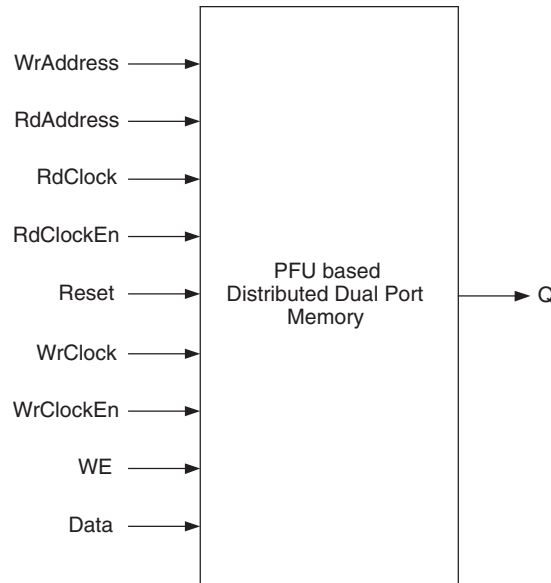 WrAddress
RdAddress
RdClock
RdClockEn
Reset
WrClock
WrClockEn
WE
Data
PFU based
Distributed Dual Port
Memory
Q